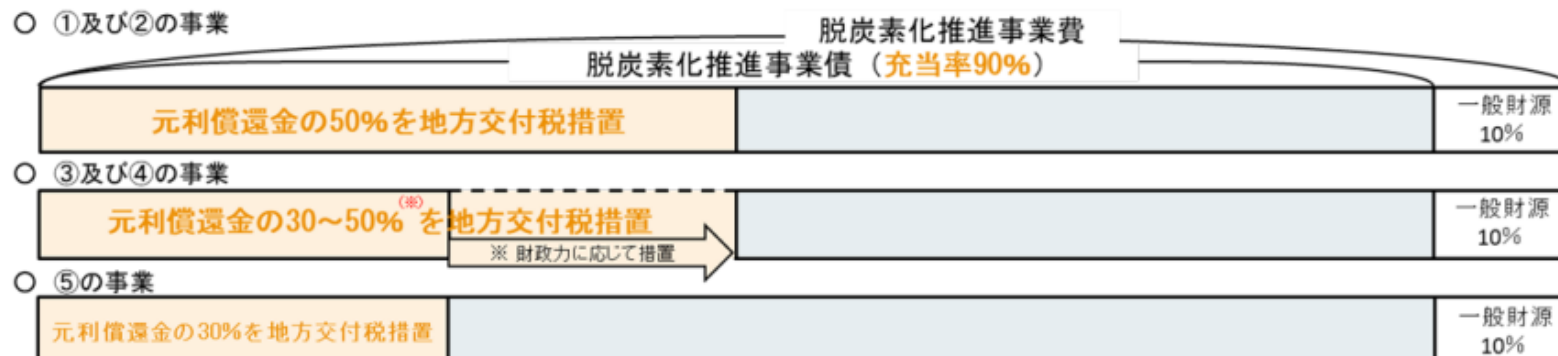 ○ ①及び②の事業
脱炭素化推進事業費
脱炭素化推進事業債（充当率90%）
元利償還金の50%を地方交付税措置
一般財源
10%
○ ③及び④の事業
元利償還金の30～50%(※)を地方交付税措置
※ 財政力に応じて措置
一般財源
10%
○ ⑤の事業
元利償還金の30%を地方交付税措置
一般財源
10%